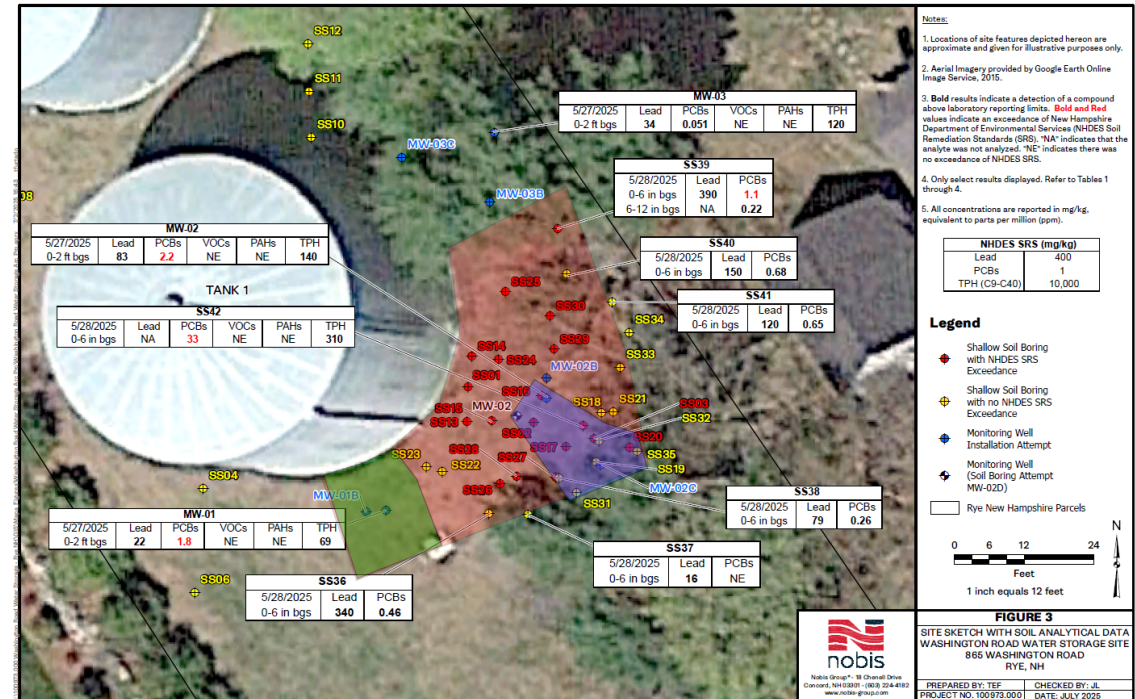 SS12
SS11
SS10
MW-03C
MW-03B
MW-03
5/27/2025 Lead PCBs VOCs PAHs TPH
0-2 ft bgs 34 0.051 NE NE 120
SS39
5/28/2025 Lead PCBs
0-6 in bgs 390 1.1
6-12 in bgs NA 0.22
SS40
5/28/2025 Lead PCBs
0-6 in bgs 150 0.68
SS41
5/28/2025 Lead PCBs
0-6 in bgs 120 0.65
MW-02
5/27/2025 Lead PCBs VOCs PAHs TPH
0-2 ft bgs 83 2.2 NE NE 140
TANK 1
SS42
5/28/2025 Lead PCBs VOCs PAHs TPH
0-6 in bgs NA 33 NE NE 310
SS25
SS30
SS34
SS14
SS29
SS24
SS33
MW-02B
SS01
SS16
SS15
MW-02
SS18
SS21
SS03
SS13
SS32
SS02
SS17
SS20
SS28
SS27
SS35
SS23
SS22
SS19
SS26
MW-02C
SS04
MW-01B
SS31
SS38
5/28/2025 Lead PCBs
0-6 in bgs 79 0.26
MW-01
5/27/2025 Lead PCBs VOCs PAHs TPH
0-2 ft bgs 22 1.8 NE NE 69
SS37
5/28/2025 Lead PCBs
0-6 in bgs 16 NE
SS06
SS36
5/28/2025 Lead PCBs
0-6 in bgs 340 0.46
Notes:
1. Locations of site features depicted hereon are
approximate and given for illustrative purposes only.
2. Aerial Imagery provided by Google Earth Online
Image Service, 2015.
3. Bold results indicate a detection of a compound
above laboratory reporting limits. Bold and Red
values indicate an exceedance of New Hampshire
Department of Environmental Services (NHDES Soil
Remediation Standards (SRS). "NA" indicates that the
analyte was not analyzed. "NE" indicates there was
no exceedance of NHDES SRS.
4. Only select results displayed. Refer to Tables 1
through 4.
5. All concentrations are reported in mg/kg,
equivalent to parts per million (ppm).
NHDES SRS (mg/kg)
Lead 400
PCBs 1
TPH (C9-C40) 10,000
Legend
Shallow Soil Boring
with NHDES SRS
Exceedance
Shallow Soil Boring
with no NHDES SRS
Exceedance
Monitoring Well
Installation Attempt
Monitoring Well
(Soil Boring Attempt
MW-02D)
Rye New Hampshire Parcels
N
0 6 12 24
Feet
1 inch equals 12 feet
nobis
Nobis Group® - 18 Chenell Drive
Concord, NH 03301 - (603) 224-4182
www.nobis-group.com
FIGURE 3
SITE SKETCH WITH SOIL ANALYTICAL DATA
WASHINGTON ROAD WATER STORAGE SITE
865 WASHINGTON ROAD
RYE, NH
PREPARED BY: TEF CHECKED BY: JL
PROJECT NO. 100973.000 DATE: JULY 2025